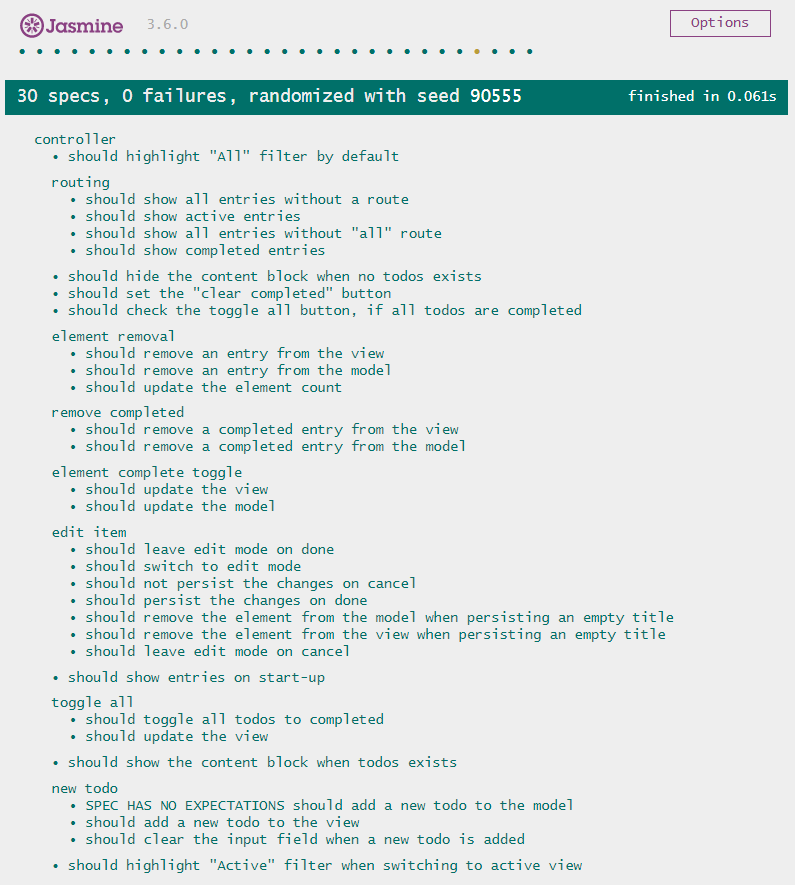 Jasmine 3.6.0 Options
30 specs, 0 failures, randomized with seed 90555 finished in 0.061s
controller
• should highlight "All" filter by default
routing
• should show all entries without a route
• should show active entries
• should show all entries without "all" route
• should show completed entries
• should hide the content block when no todos exists
• should set the "clear completed" button
• should check the toggle all button, if all todos are completed
element removal
• should remove an entry from the view
• should remove an entry from the model
• should update the element count
remove completed
• should remove a completed entry from the view
• should remove a completed entry from the model
element complete toggle
• should update the view
• should update the model
edit item
• should leave edit mode on done
• should switch to edit mode
• should not persist the changes on cancel
• should persist the changes on done
• should remove the element from the model when persisting an empty title
• should remove the element from the view when persisting an empty title
• should leave edit mode on cancel
• should show entries on start-up
toggle all
• should toggle all todos to completed
• should update the view
• should show the content block when todos exists
new todo
• SPEC HAS NO EXPECTATIONS should add a new todo to the model
• should add a new todo to the view
• should clear the input field when a new todo is added
• should highlight "Active" filter when switching to active view